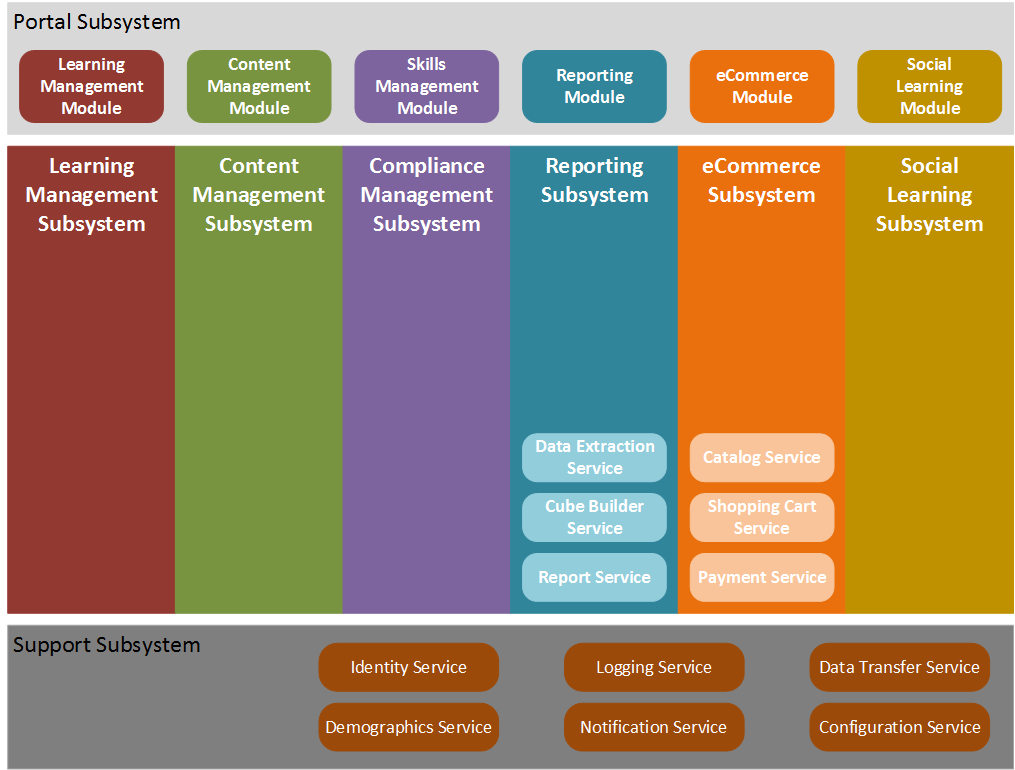 Portal Subsystem
Learning
Management
Module
Content
Management
Module
Skills
Management
Module
Reporting
Module
eCommerce
Module
Social
Learning
Module
Learning
Management
Subsystem
Content
Management
Subsystem
Compliance
Management
Subsystem
Reporting
Subsystem
eCommerce
Subsystem
Social
Learning
Subsystem
Data Extraction
Service
Cube Builder
Service
Report Service
Catalog Service
Shopping Cart
Service
Payment Service
Support Subsystem
Identity Service
Logging Service
Data Transfer Service
Demographics Service
Notification Service
Configuration Service